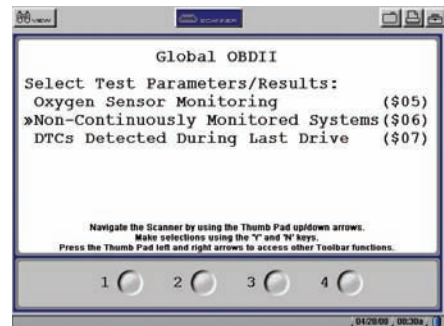 VIEW
SCANNER
Global OBDII
Select Test Parameters/Results:
Oxygen Sensor Monitoring ($05)
»Non-Continuously Monitored Systems($06)
DTCs Detected During Last Drive ($07)
Navigate the Scanner by using the Thumb Pad up/down arrows.
Make selections using the 'Y' and 'N' keys.
Press the Thumb Pad left and right arrows to access other Toolbar functions.
1 2 3 4
04/28/00 , 08:30a